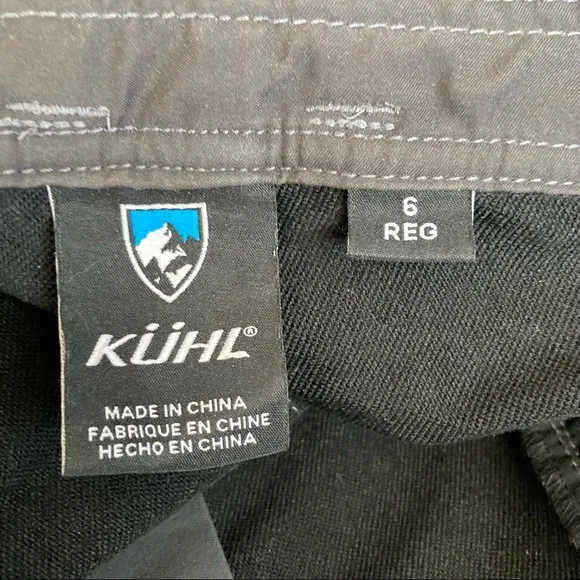 KÜHL®
MADE IN CHINA
FABRIQUE EN CHINE
HECHO EN CHINA
6
REG